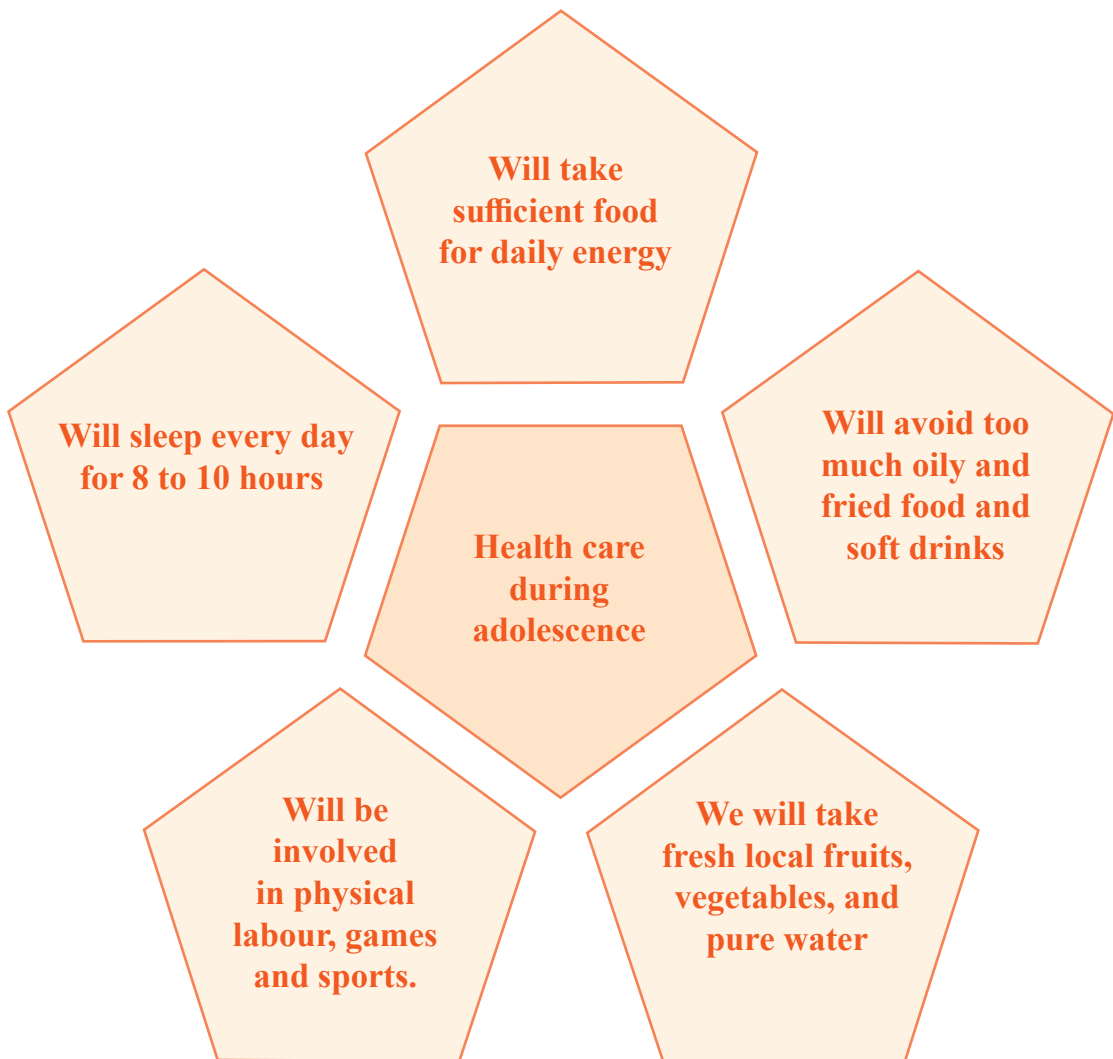 Will take
sufficient food
for daily energy
Will sleep every day
for 8 to 10 hours
Will avoid too
much oily and
fried food and
soft drinks
Health care
during
adolescence
Will be
involved
in physical
labour, games
and sports.
We will take
fresh local fruits,
vegetables, and
pure water